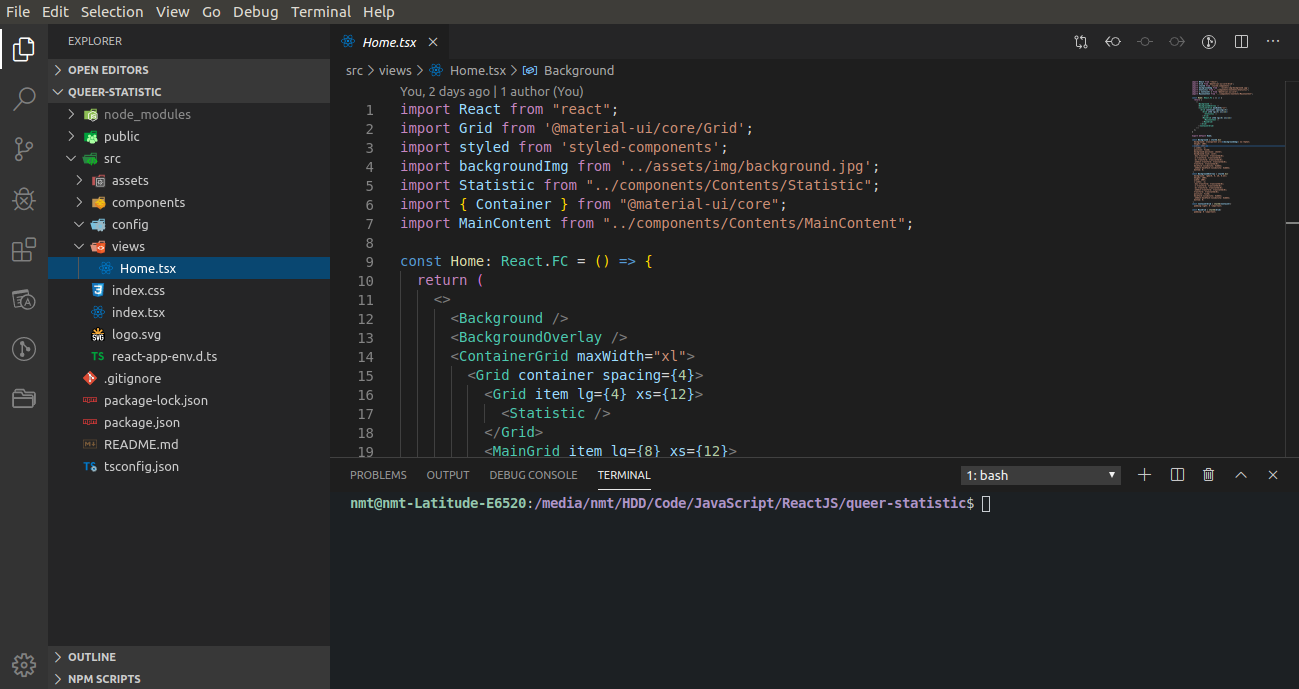 File Edit Selection View Go Debug Terminal Help
EXPLORER
OPEN EDITORS
QUEER-STATISTIC
node_modules
public
src
assets
components
config
views
Home.tsx
index.css
index.tsx
logo.svg
TS react-app-env.d.ts
.gitignore
package-lock.json
package.json
README.md
tsconfig.json
OUTLINE
NPM SCRIPTS
Home.tsx
src > views > Home.tsx > Background
You, 2 days ago | 1 author (You)
1 import React from "react";
2 import Grid from '@material-ui/core/Grid';
3 import styled from 'styled-components';
4 import backgroundImg from '../assets/img/background.jpg';
5 import Statistic from "../components/Contents/Statistic";
6 import { Container } from "@material-ui/core";
7 import MainContent from "../components/Contents/MainContent";
8
9 const Home: React.FC = () => {
10 return (
11 <>
12 <Background />
13 <BackgroundOverlay />
14 <ContainerGrid maxWidth="xl">
15 <Grid container spacing={4}>
16 <Grid item lg={4} xs={12}>
17 <Statistic />
18 </Grid>
19 <MainGrid item lg={8} xs={12}>
PROBLEMS OUTPUT DEBUG CONSOLE TERMINAL 1: bash
nmt@nmt-Latitude-E6520:/media/nmt/HDD/Code/JavaScript/ReactJS/queer-statistic$